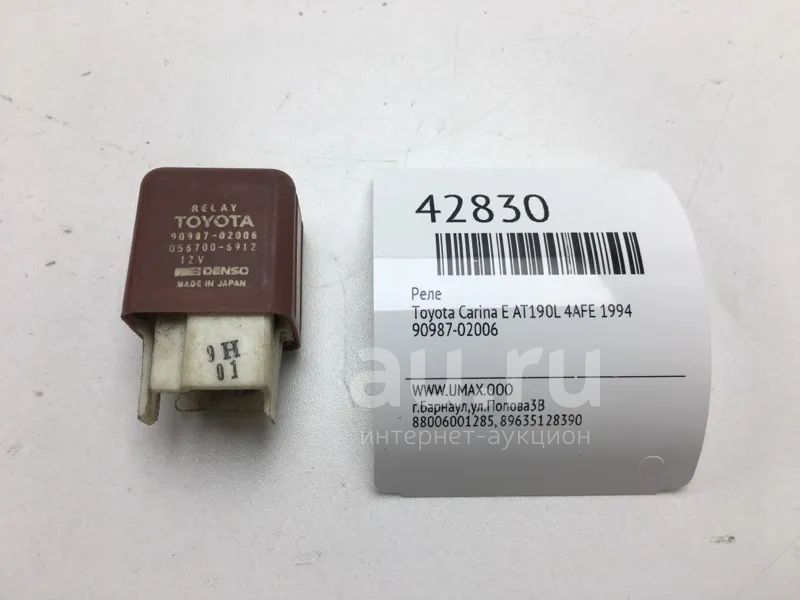 RELAY
TOYOTA
90987-02006
056700-6912
12V
DENSO
MADE IN JAPAN
9H
01
42830
Реле
Toyota Carina E AT190L 4AFE 1994
90987-02006
WWW.UMAX.OOO
г.Барнаул,ул.Попова3В
88006001285, 89635128390
au.ru
интернет-аукцион